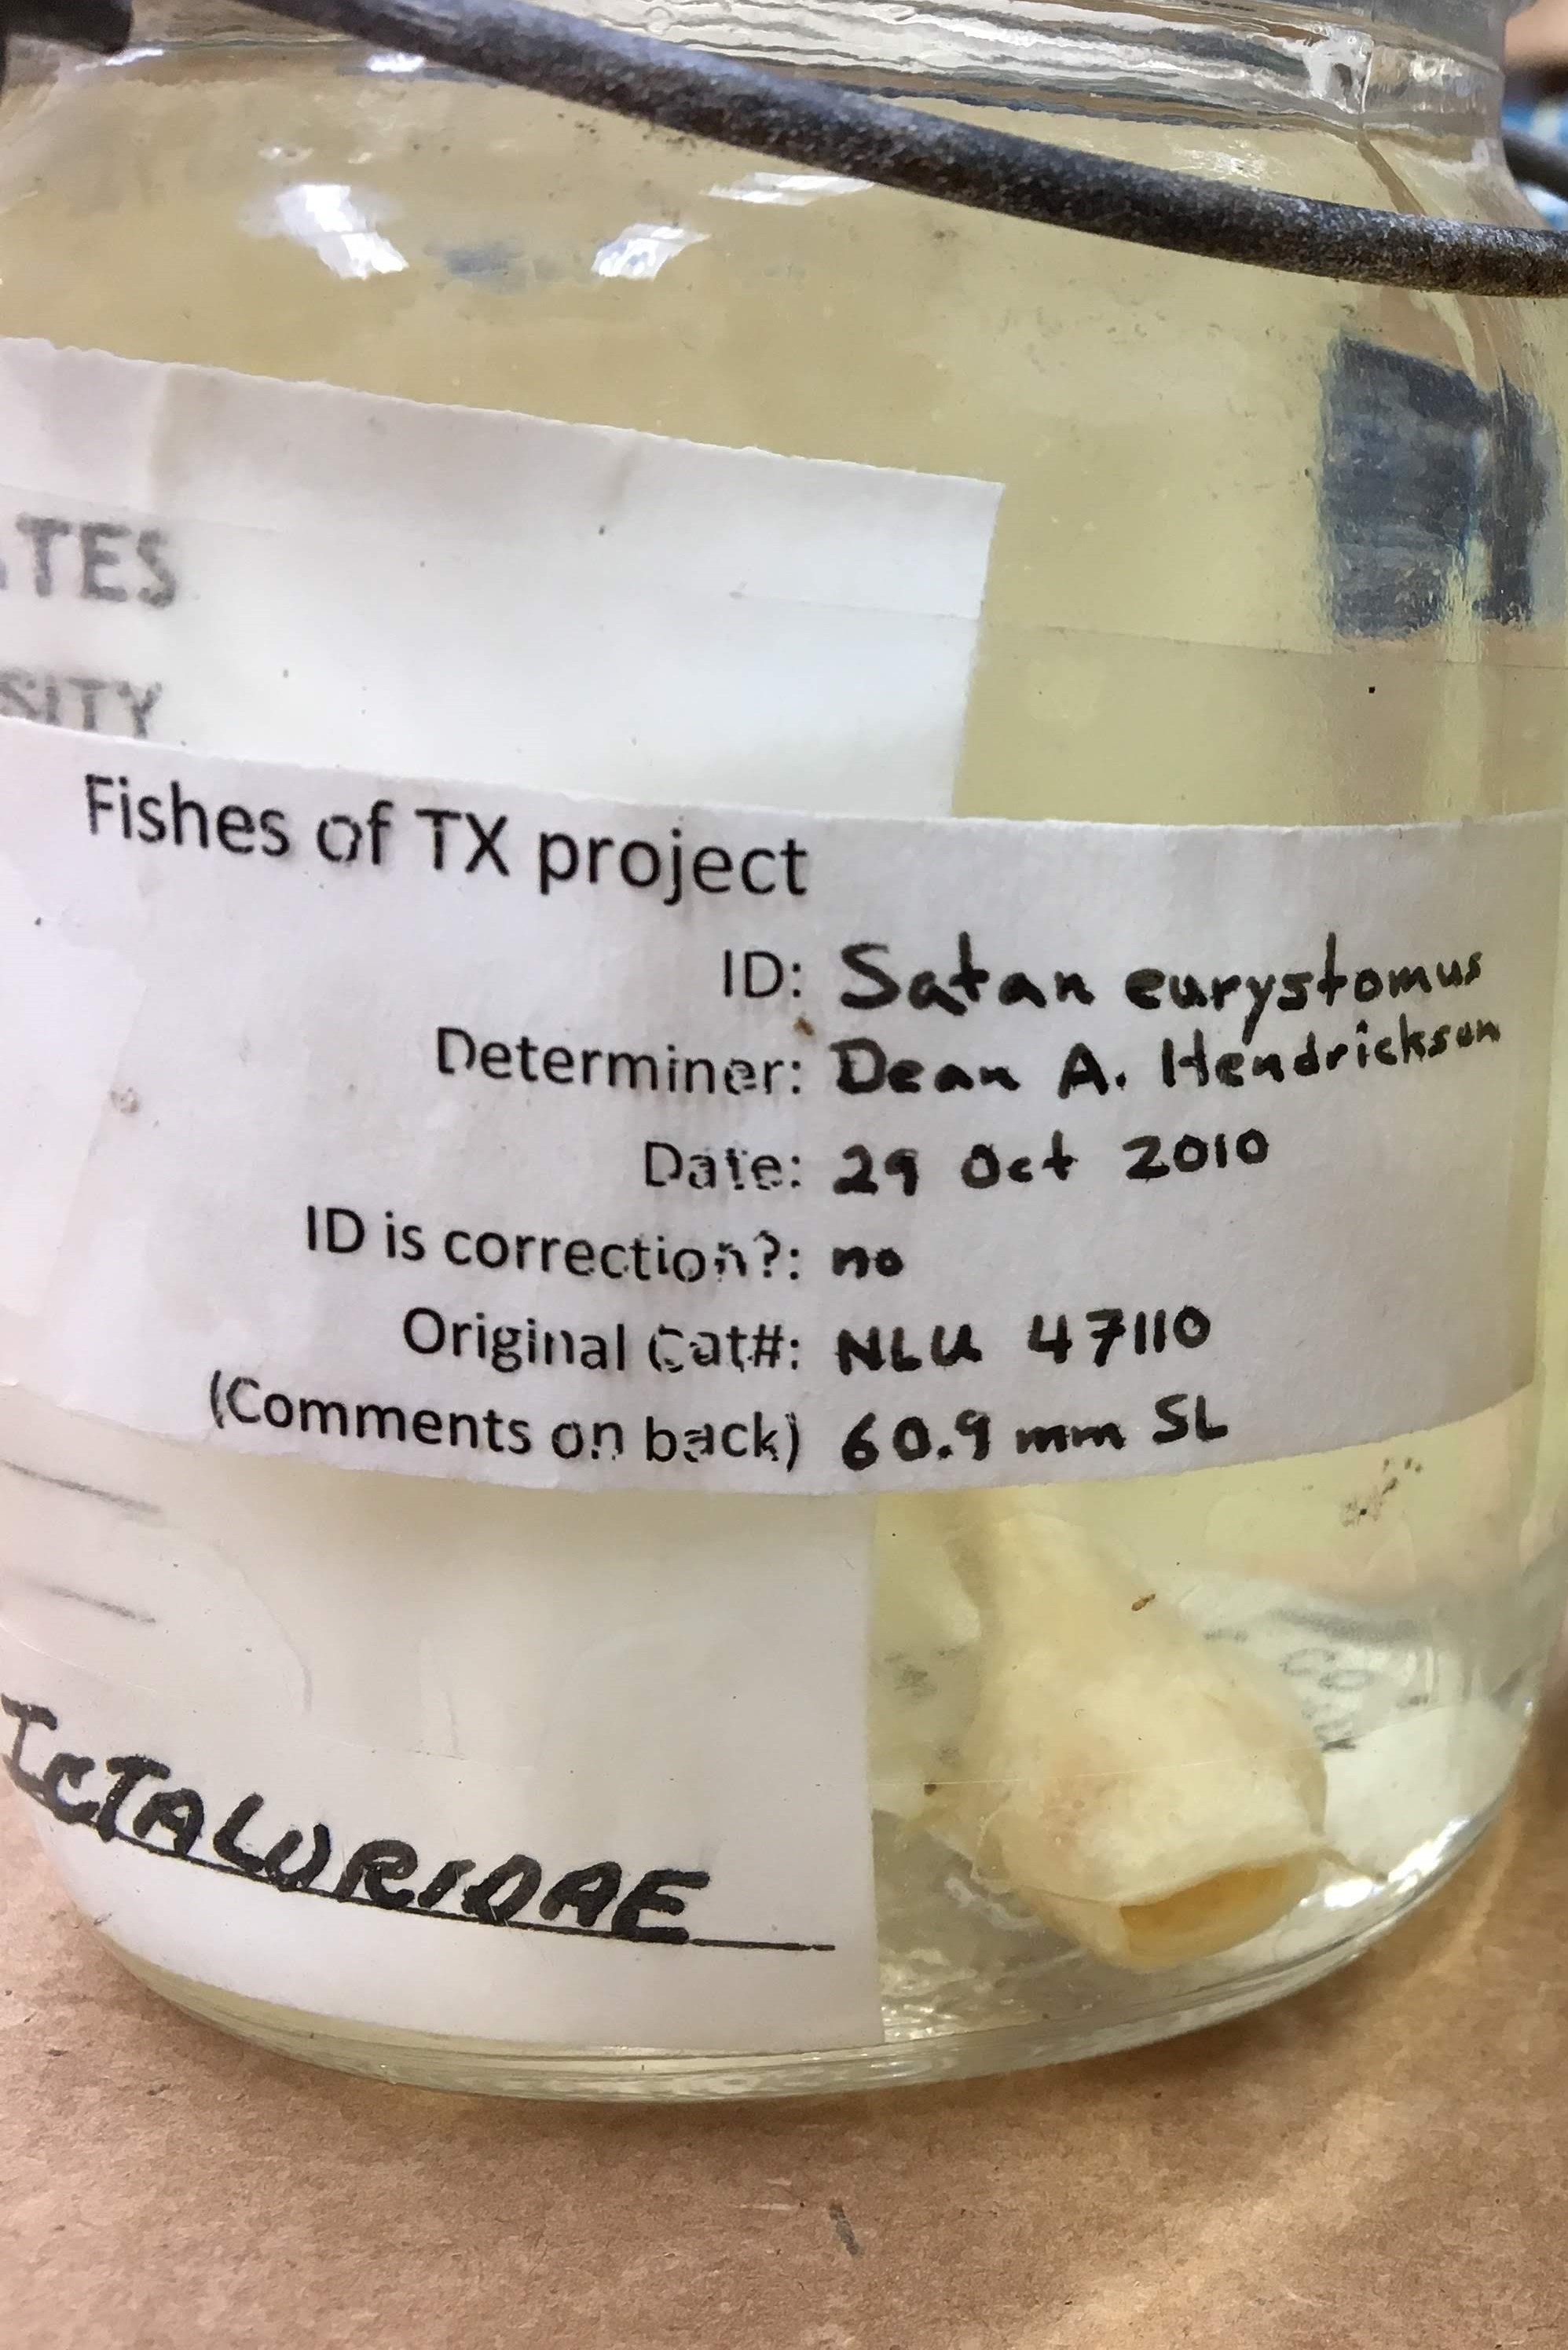 TES
SITY
Fishes of TX project
ID: Satan eurystomus
Determiner: Dean A. Hendrickson
Date: 29 Oct 2010
ID is correction?: no
Original Cat#: NLU 47110
(Comments on back) 60.9 mm SL
ICTALURIDAE